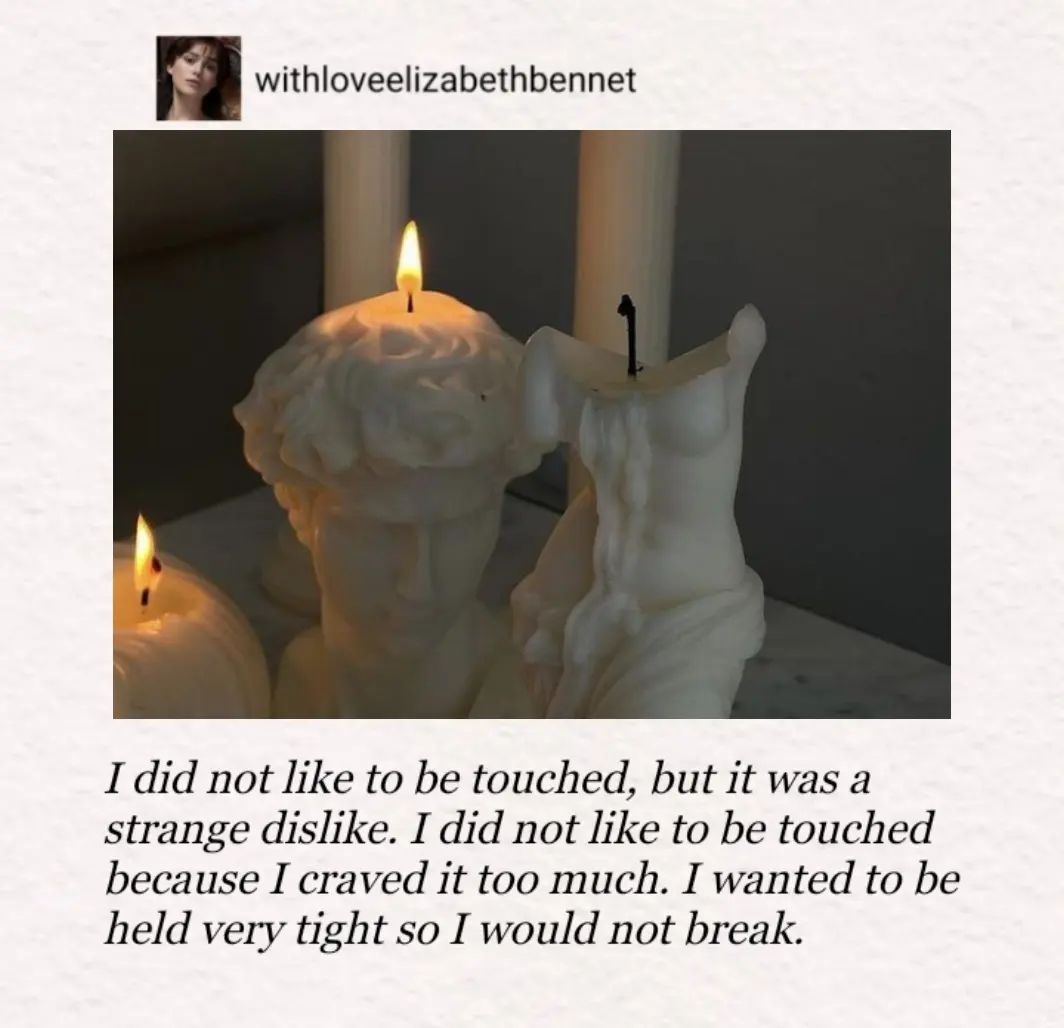 withloveelizabethbennet
I did not like to be touched, but it was a
strange dislike. I did not like to be touched
because I craved it too much. I wanted to be
held very tight so I would not break.